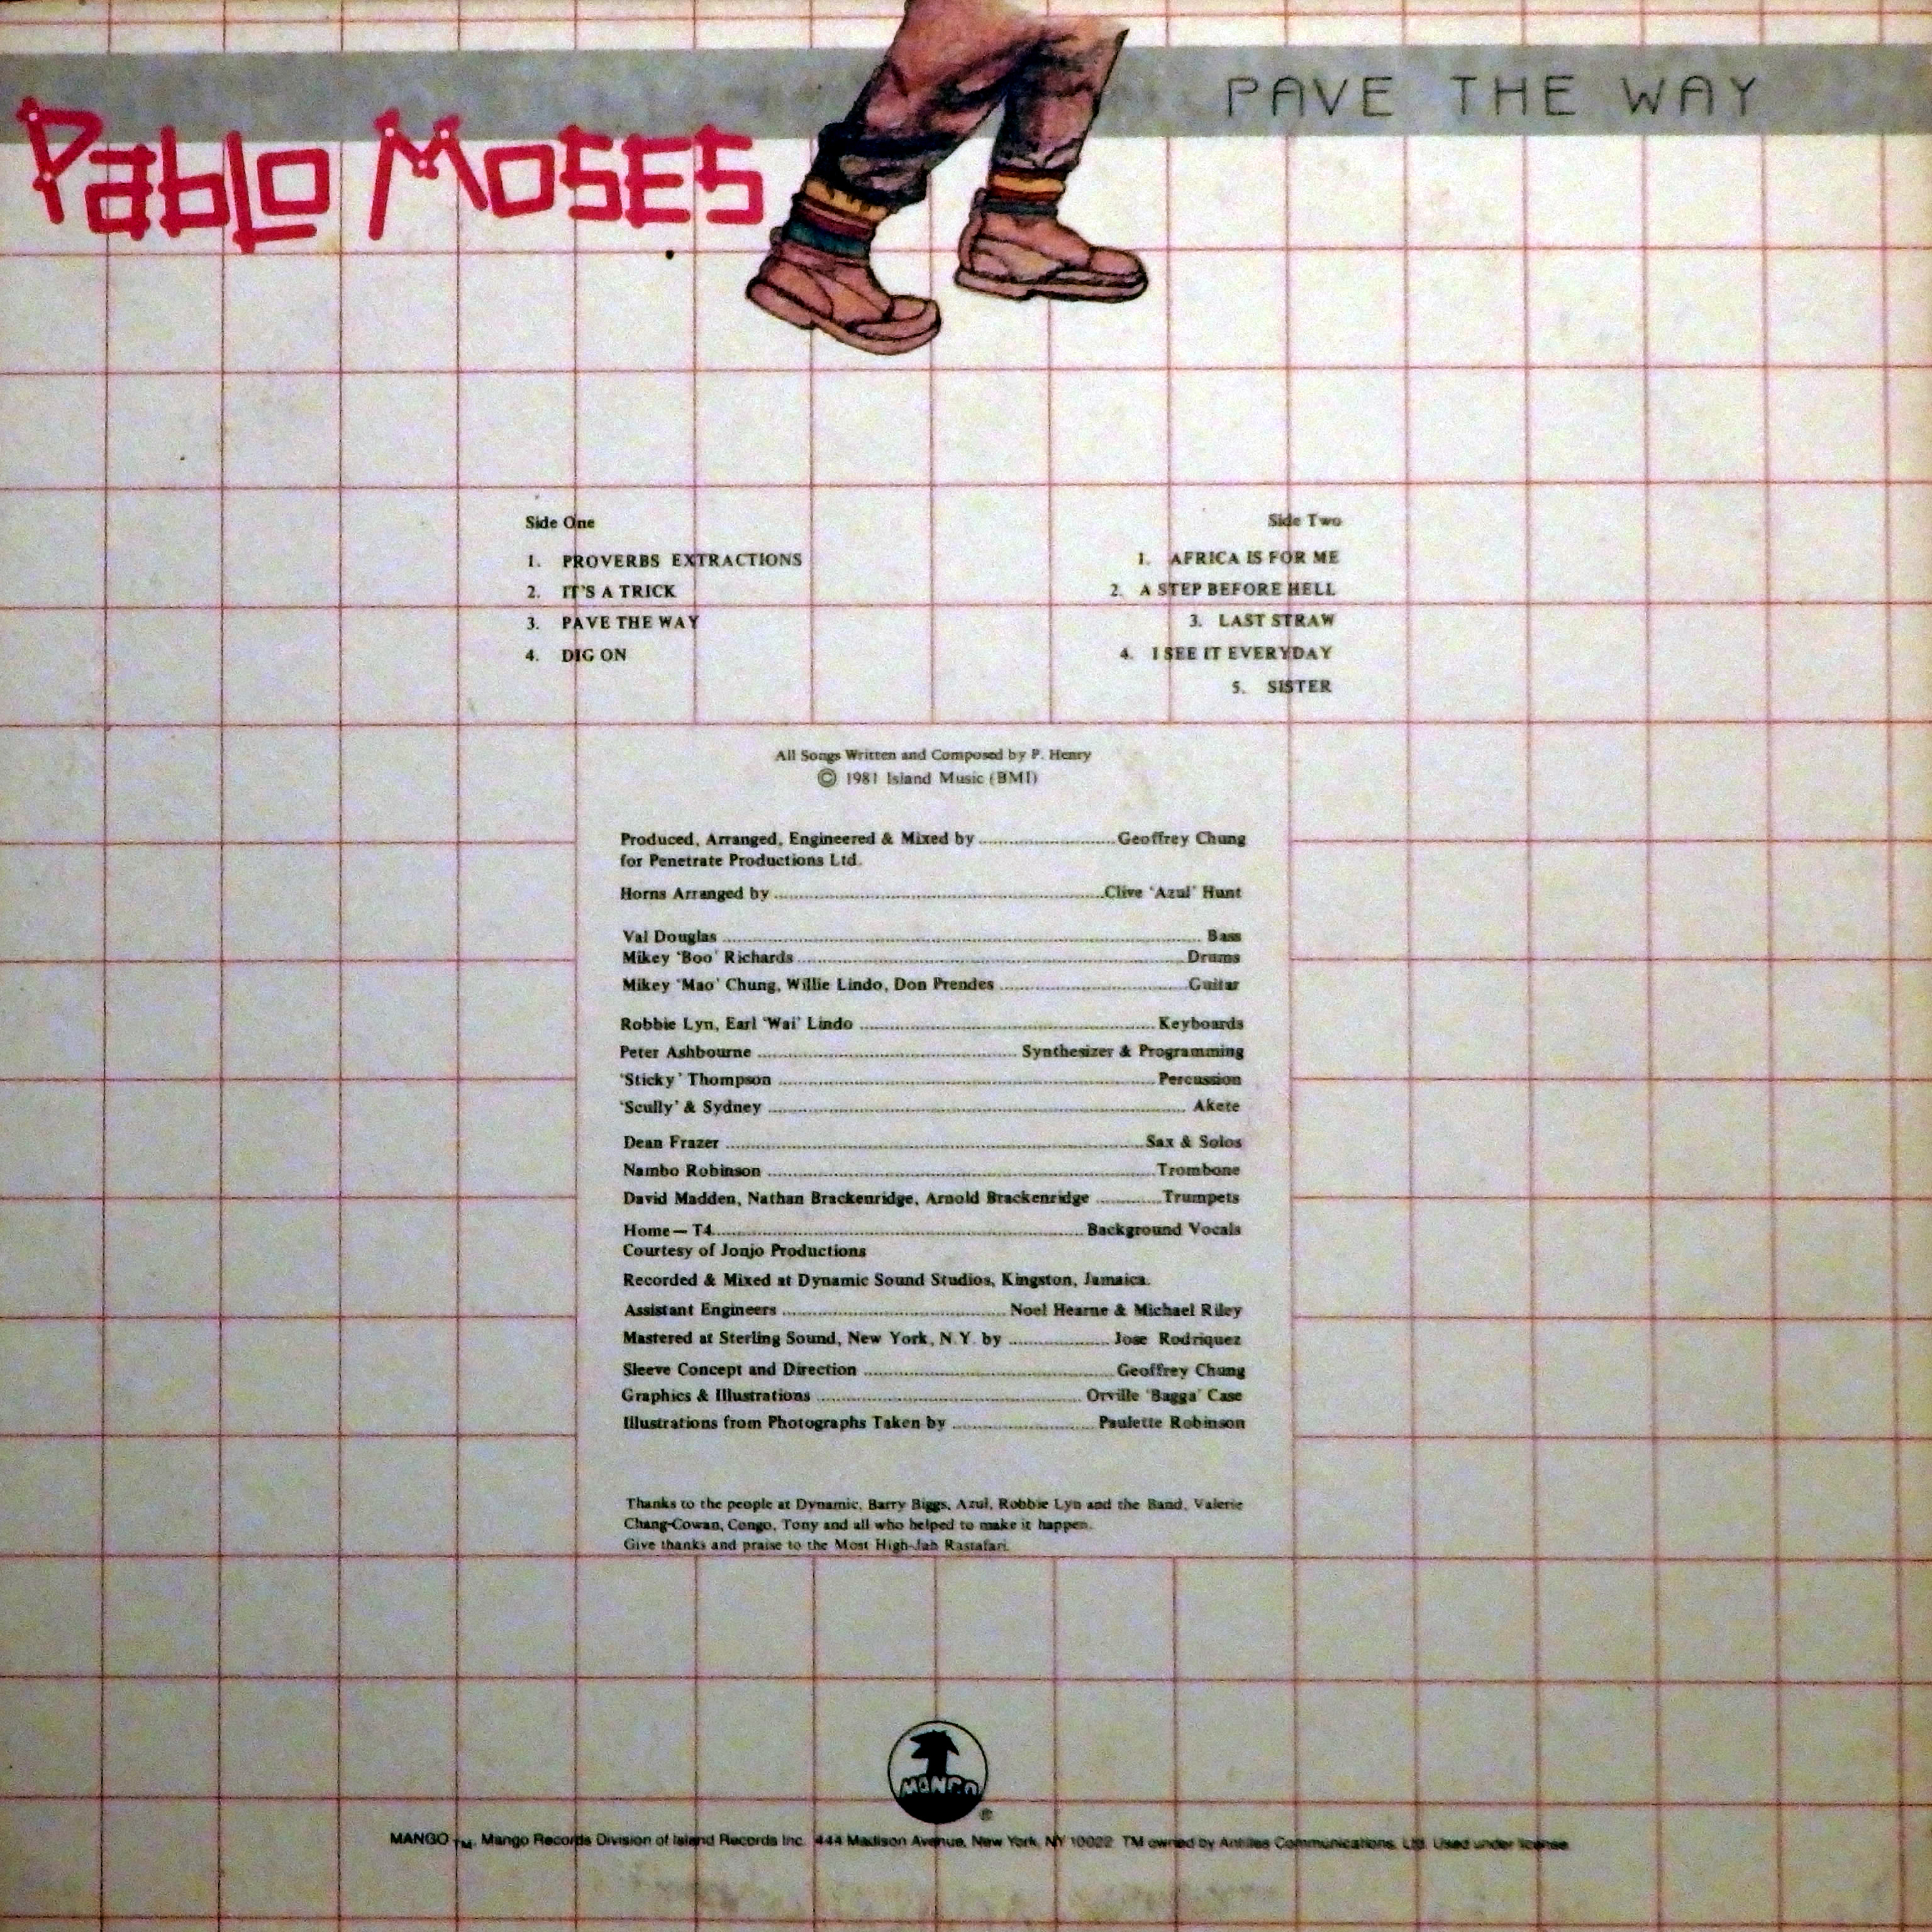 PAVE THE WAY
Pablo Moses
Side One
1. PROVERBS EXTRACTIONS
2. IT'S A TRICK
3. PAVE THE WAY
4. DIG ON
Side Two
1. AFRICA IS FOR ME
2. A STEP BEFORE HELL
3. LAST STRAW
4. I SEE IT EVERYDAY
5. SISTER
All Songs Written and Composed by P. Henry
© 1981 Island Music (BMI)
Produced, Arranged, Engineered & Mixed by ........................... Geoffrey Chung
for Penetrate Productions Ltd.
Horns Arranged by ........................... Clive 'Azul' Hunt
Val Douglas ........................... Bass
Mikey 'Boo' Richards ........................... Drums
Mikey 'Mao' Chung, Willie Lindo, Don Prendes ........................... Guitar
Robbie Lyn, Earl 'Wai' Lindo ........................... Keyboards
Peter Ashbourne ........................... Synthesizer & Programming
'Sticky' Thompson ........................... Percussion
'Scully' & Sydney ........................... Akete
Dean Frazer ........................... Sax & Solos
Nambo Robinson ........................... Trombone
David Madden, Nathan Brackenridge, Arnold Brackenridge ............ Trumpets
Home — T4 ........................... Background Vocals
Courtesy of Jonjo Productions
Recorded & Mixed at Dynamic Sound Studios, Kingston, Jamaica.
Assistant Engineers ........................... Noel Hearne & Michael Riley
Mastered at Sterling Sound, New York, N.Y. by ................. Jose Rodriquez
Sleeve Concept and Direction ........................... Geoffrey Chung
Graphics & Illustrations ........................... Orville 'Bagga' Case
Illustrations from Photographs Taken by ........................ Paulette Robinson
Thanks to the people at Dynamic, Barry Biggs, Azul, Robbie Lyn and the Band, Valerie
Chang-Cowan, Congo, Tony and all who helped to make it happen.
Give thanks and praise to the Most High-Jah Rastafari.
MANGO
®
MANGO TM, Mango Records Division of Island Records Inc. 444 Madison Avenue, New York, NY 10022 TM owned by Antilles Communications, Ltd. Used under license